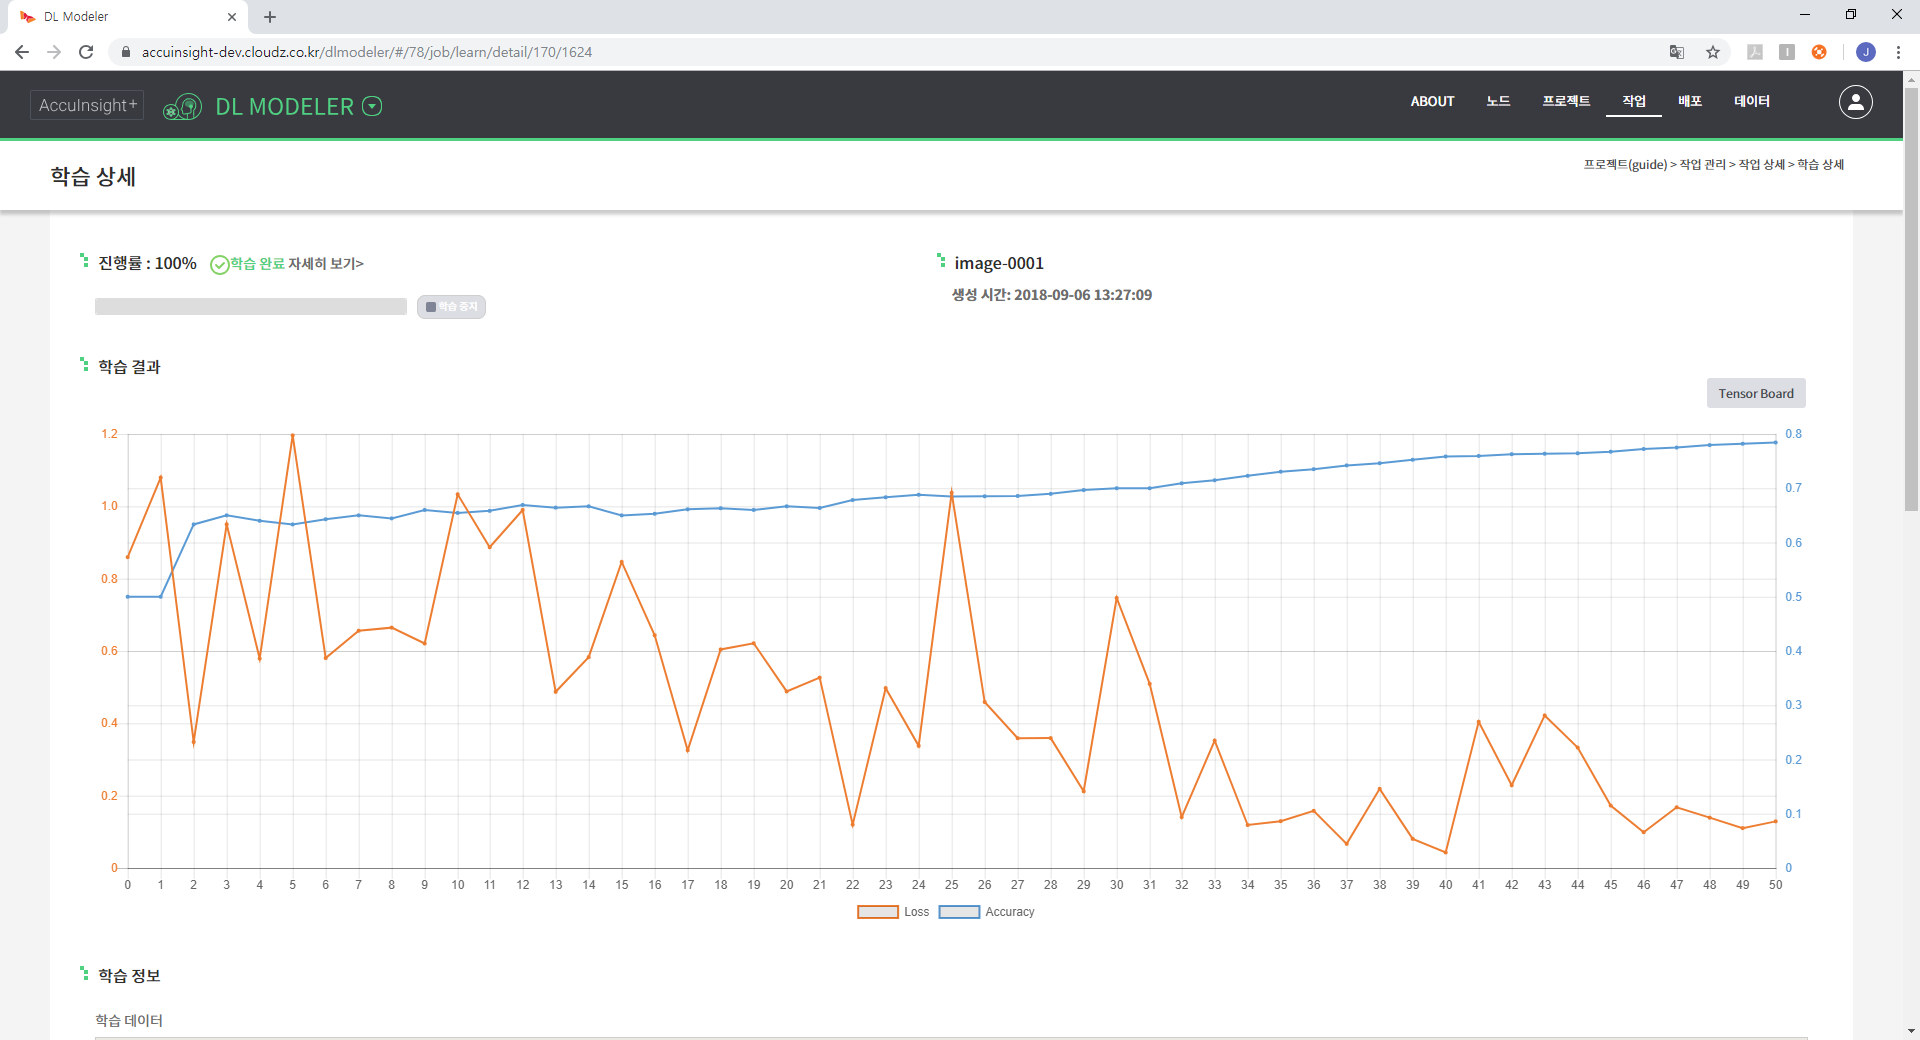 DL Modeler
accuinsight-dev.cloudz.co.kr/dlmodeler/#/78/job/learn/detail/170/1624
J
AccuInsight+
DL MODELER
ABOUT 노드 프로젝트 작업 배포 데이터
학습 상세
프로젝트(guide) > 작업 관리 > 작업 상세 > 학습 상세
진행률 : 100% 학습 완료 자세히 보기>
학습 중지
image-0001
생성 시간: 2018-09-06 13:27:09
학습 결과
Tensor Board
1.2 0.8
0.7
1.0
0.6
0.8
0.5
0.6 0.4
0.3
0.4
0.2
0.2
0.1
0 0
0 1 2 3 4 5 6 7 8 9 10 11 12 13 14 15 16 17 18 19 20 21 22 23 24 25 26 27 28 29 30 31 32 33 34 35 36 37 38 39 40 41 42 43 44 45 46 47 48 49 50
Loss Accuracy
학습 정보
학습 데이터